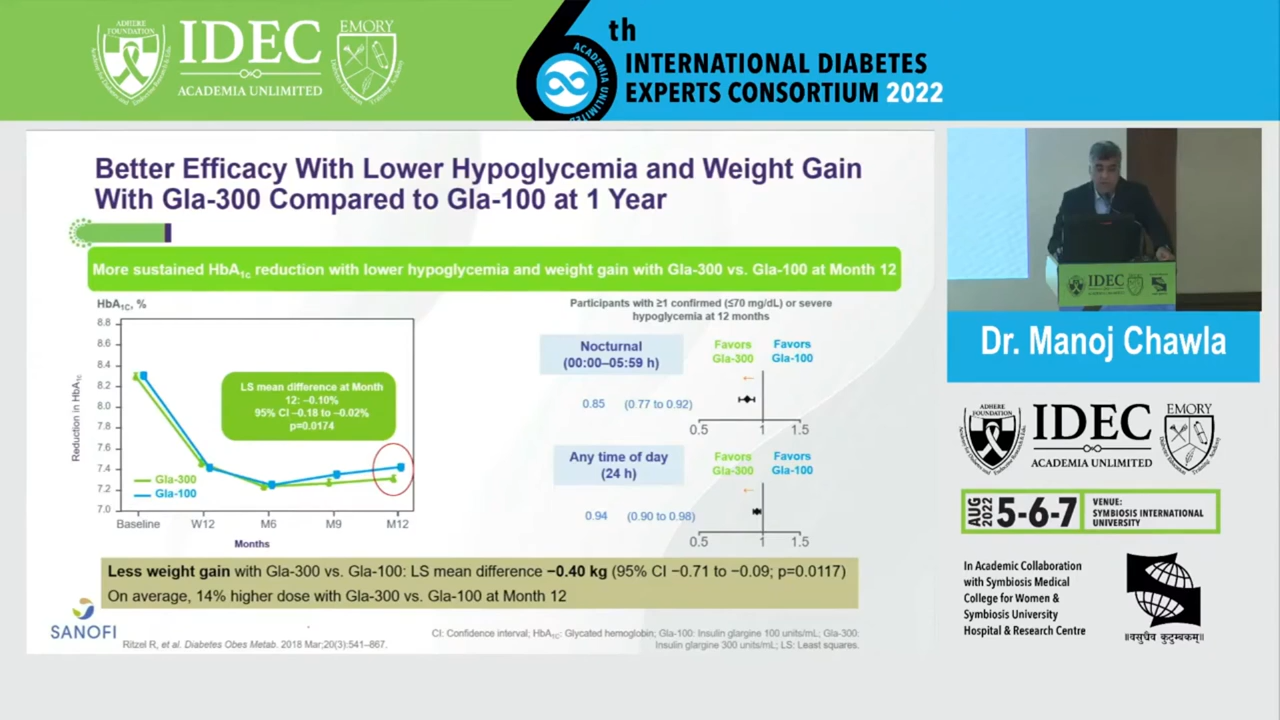 ADHERE
FOUNDATION
IDEC
ACADEMIA UNLIMITED
EMORY
6th
ACADEMIA UNLIMITED
INTERNATIONAL DIABETES
EXPERTS CONSORTIUM 2022
Better Efficacy With Lower Hypoglycemia and Weight Gain
With Gla-300 Compared to Gla-100 at 1 Year
More sustained HbA1c reduction with lower hypoglycemia and weight gain with Gla-300 vs. Gla-100 at Month 12
HbA1C, %
Reduction in HbA1c
8.8
8.6
8.4
8.2
8.0
7.8
7.6
7.4
7.2
7.0
LS mean difference at Month
12: −0.10%
95% CI −0.18 to −0.02%
p=0.0174
Gla-300
Gla-100
Baseline W12 M6 M9 M12
Months
Participants with ≥1 confirmed (≤70 mg/dL) or severe
hypoglycemia at 12 months
Nocturnal
(00:00–05:59 h)
Favors
Gla-300
Favors
Gla-100
0.85 (0.77 to 0.92)
0.5 1 1.5
Any time of day
(24 h)
Favors
Gla-300
Favors
Gla-100
0.94 (0.90 to 0.98)
0.5 1 1.5
Less weight gain with Gla-300 vs. Gla-100: LS mean difference −0.40 kg (95% CI −0.71 to −0.09; p=0.0117)
On average, 14% higher dose with Gla-300 vs. Gla-100 at Month 12
SANOFI
Ritzel R, et al. Diabetes Obes Metab. 2018 Mar;20(3):541–867.
CI: Confidence interval; HbA1C: Glycated hemoglobin; Gla-100: Insulin glargine 100 units/mL; Gla-300:
Insulin glargine 300 units/mL; LS: Least squares.
IDEC
Dr. Manoj Chawla
ADHERE
FOUNDATION
IDEC
ACADEMIA UNLIMITED
EMORY
AUG
2022
5-6-7
VENUE:
SYMBIOSIS INTERNATIONAL
UNIVERSITY
In Academic Collaboration
with Symbiosis Medical
College for Women &
Symbiosis University
Hospital & Research Centre
॥वसुधैव कुटुम्बकम्॥